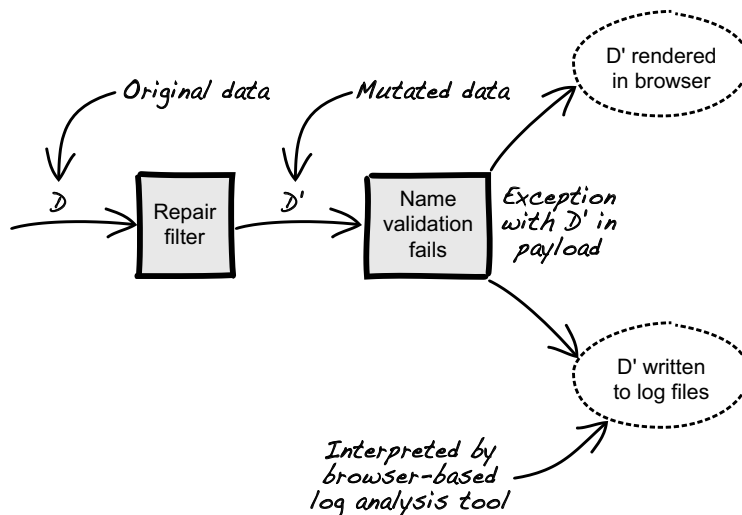 D' rendered
in browser
Original data
Mutated data
D
Repair
filter
D'
Name
validation
fails
Exception
with D' in
payload
D' written
to log files
Interpreted by
browser-based
log analysis tool